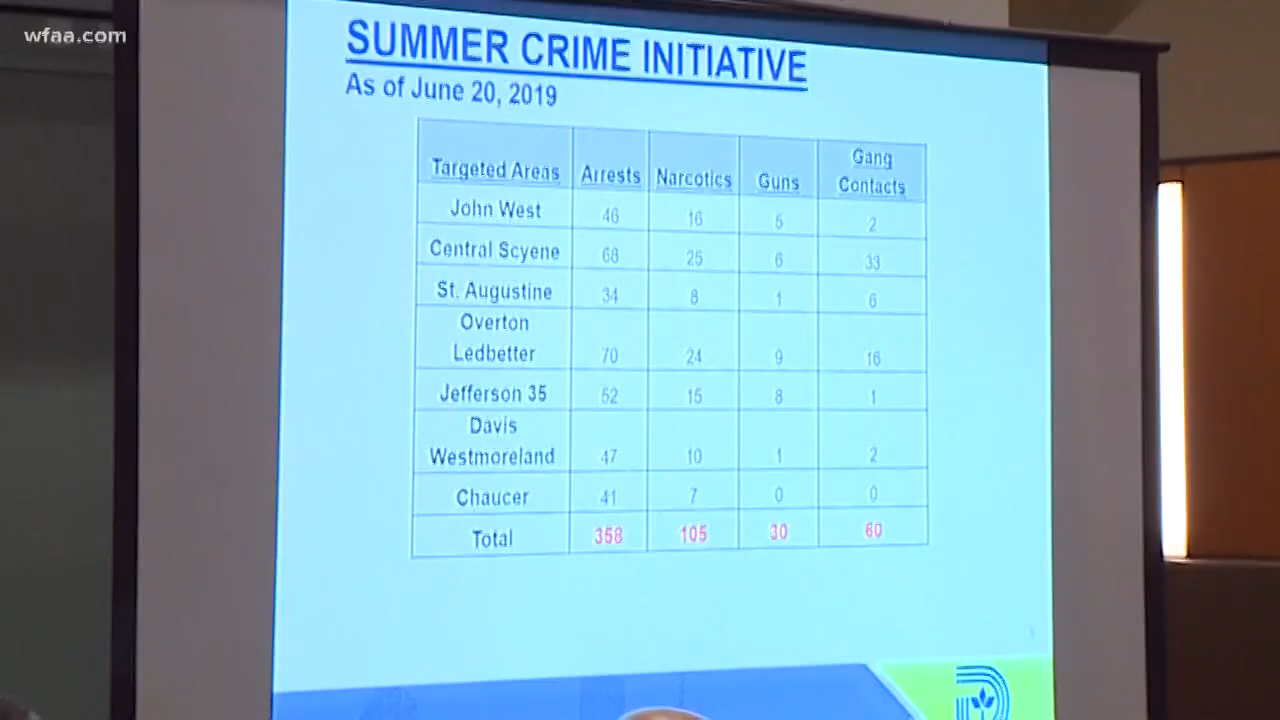 wfaa.com
SUMMER CRIME INITIATIVE
As of June 20, 2019
Targeted Areas Arrests Narcotics Guns Gang Contacts
John West 46 16 5 2
Central Scyene 68 25 6 33
St. Augustine 34 8 1 6
Overton
Ledbetter 70 24 9 16
Jefferson 35 52 15 8 1
Davis
Westmoreland 47 10 1 2
Chaucer 41 7 0 0
Total 358 105 30 60